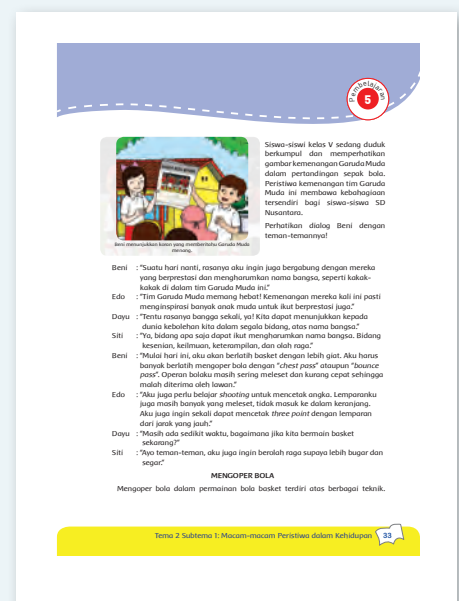 Pembelajaran
5
Siswa-siswi kelas V sedang duduk
berkumpul dan memperhatikan
gambar kemenangan Garuda Muda
dalam pertandingan sepak bola.
Peristiwa kemenangan tim Garuda
Muda ini membawa kebahagiaan
tersendiri bagi siswa-siswa SD
Nusantara.
Perhatikan dialog Beni dengan
teman-temannya!
Beni menunjukkan koran yang memberitahu Garuda Muda
menang.
Beni : "Suatu hari nanti, rasanya aku ingin juga bergabung dengan mereka
yang berprestasi dan mengharumkan nama bangsa, seperti kakak-
kakak di dalam tim Garuda Muda ini."
Edo : "Tim Garuda Muda memang hebat! Kemenangan mereka kali ini pasti
menginspirasi banyak anak muda untuk ikut berprestasi juga."
Dayu : "Tentu rasanya bangga sekali, ya! Kita dapat menunjukkan kepada
dunia kebolehan kita dalam segala bidang, atas nama bangsa."
Siti : "Ya, bidang apa saja dapat ikut mengharumkan nama bangsa. Bidang
kesenian, keilmuan, keterampilan, dan olah raga."
Beni : "Mulai hari ini, aku akan berlatih basket dengan lebih giat. Aku harus
banyak berlatih mengoper bola dengan "chest pass" ataupun "bounce
pass". Operan bolaku masih sering meleset dan kurang cepat sehingga
malah diterima oleh lawan."
Edo : "Aku juga perlu belajar shooting untuk mencetak angka. Lemparanku
juga masih banyak yang meleset, tidak masuk ke dalam keranjang.
Aku juga ingin sekali dapat mencetak three point dengan lemparan
dari jarak yang jauh."
Dayu : "Masih ada sedikit waktu, bagaimana jika kita bermain basket
sekarang?"
Siti : "Ayo teman-teman, aku juga ingin berolah raga supaya lebih bugar dan
segar."
MENGOPER BOLA
Mengoper bola dalam permainan bola basket terdiri atas berbagai teknik.
Tema 2 Subtema 1: Macam-macam Peristiwa dalam Kehidupan
33